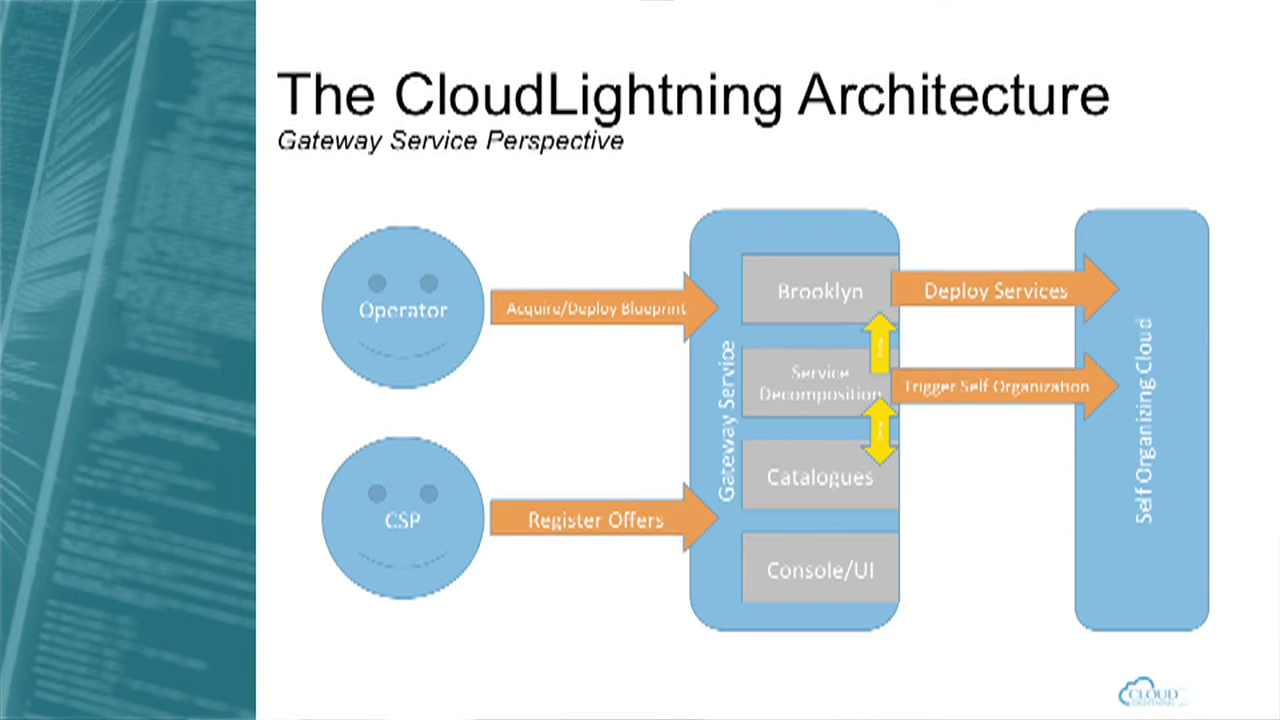 The CloudLightning Architecture
Gateway Service Perspective
Operator
Acquire/Deploy Blueprint
CSP
Register Offers
Gateway Service
Brooklyn
Service
Decomposition
Catalogues
Console/UI
Deploy Services
Trigger Self Organization
Self Organizing Cloud
CLOUD
LIGHTNING